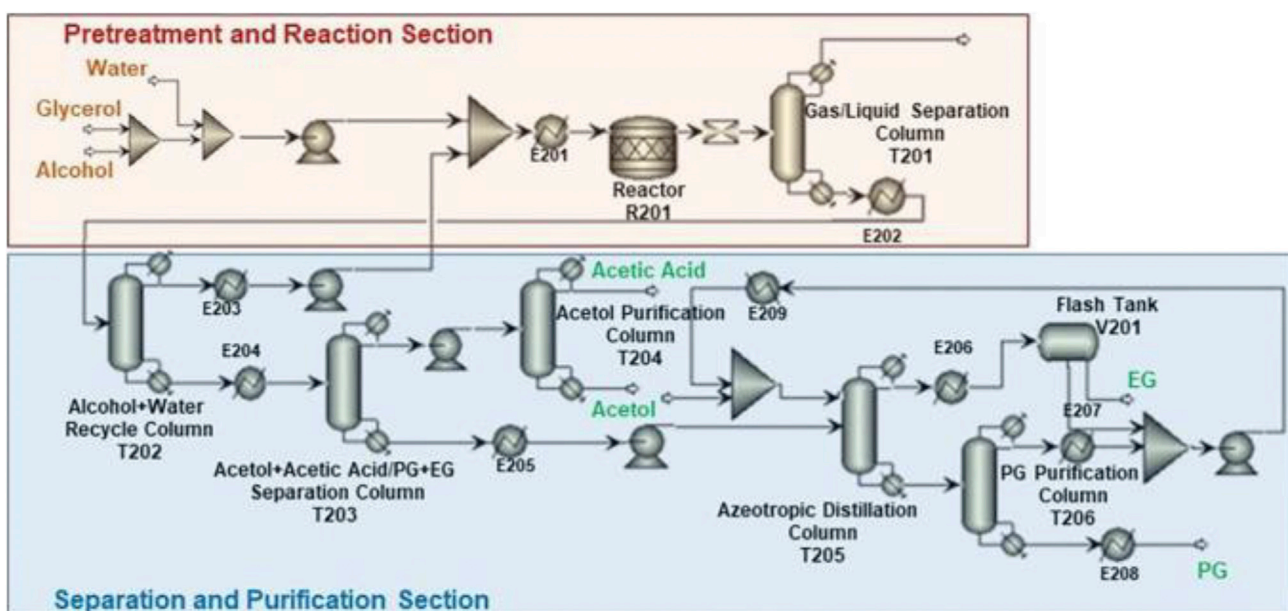 Pretreatment and Reaction Section
Water
Glycerol
Alcohol
E201
Reactor
R201
Gas/Liquid Separation
Column
T201
E202
E203
E204
Alcohol+Water
Recycle Column
T202
Acetol+Acetic Acid/PG+EG
Separation Column
T203
E205
Acetic Acid
Acetol Purification
Column
T204
Acetol
E209
E206
Flash Tank
V201
EG
E207
PG Purification
Column
T206
Azeotropic Distillation
Column
T205
E208
PG
Separation and Purification Section